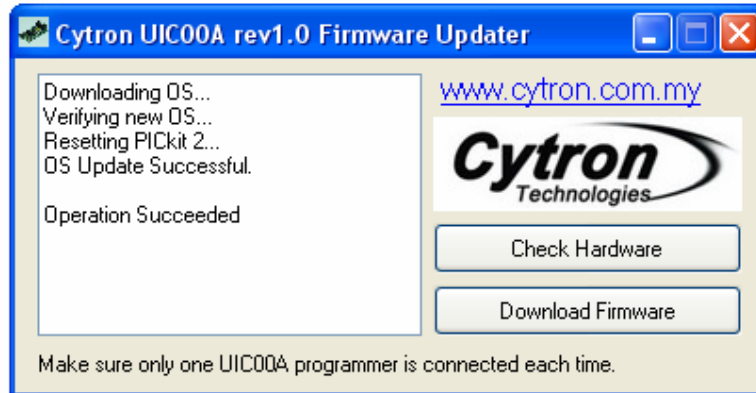 Cytron UIC00A rev1.0 Firmware Updater
Downloading OS...
Verifying new OS...
Resetting PICkit 2...
OS Update Successful.
Operation Succeeded
www.cytron.com.my
Cytron
Technologies
Check Hardware
Download Firmware
Make sure only one UIC00A programmer is connected each time.